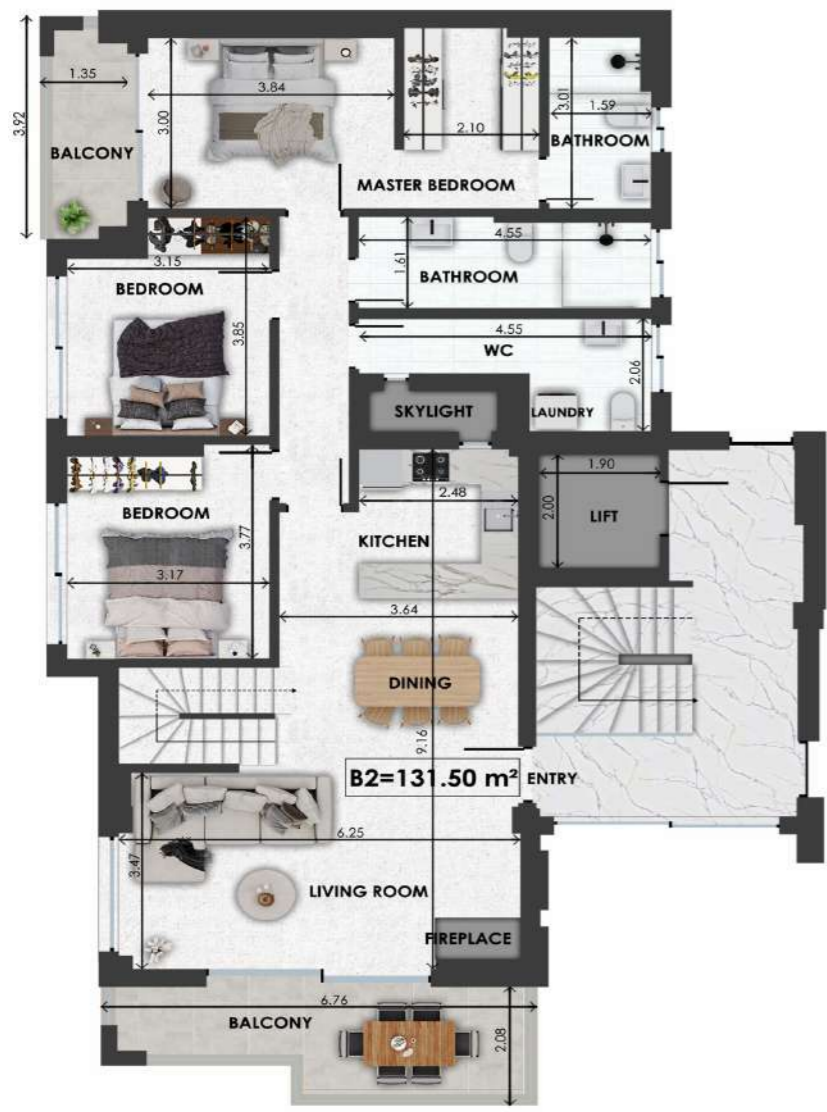 1.35
3.92
BALCONY
3.00
3.84
2.10
MASTER BEDROOM
3.01
1.59
BATHROOM
4.55
1.61
BATHROOM
3.15
BEDROOM
3.85
4.55
WC
2.06
SKYLIGHT
LAUNDRY
BEDROOM
3.77
3.17
2.48
KITCHEN
1.90
2.00
LIFT
3.64
DINING
9.16
B2=131.50 m² ENTRY
6.25
3.47
LIVING ROOM
FIREPLACE
6.76
BALCONY
2.08